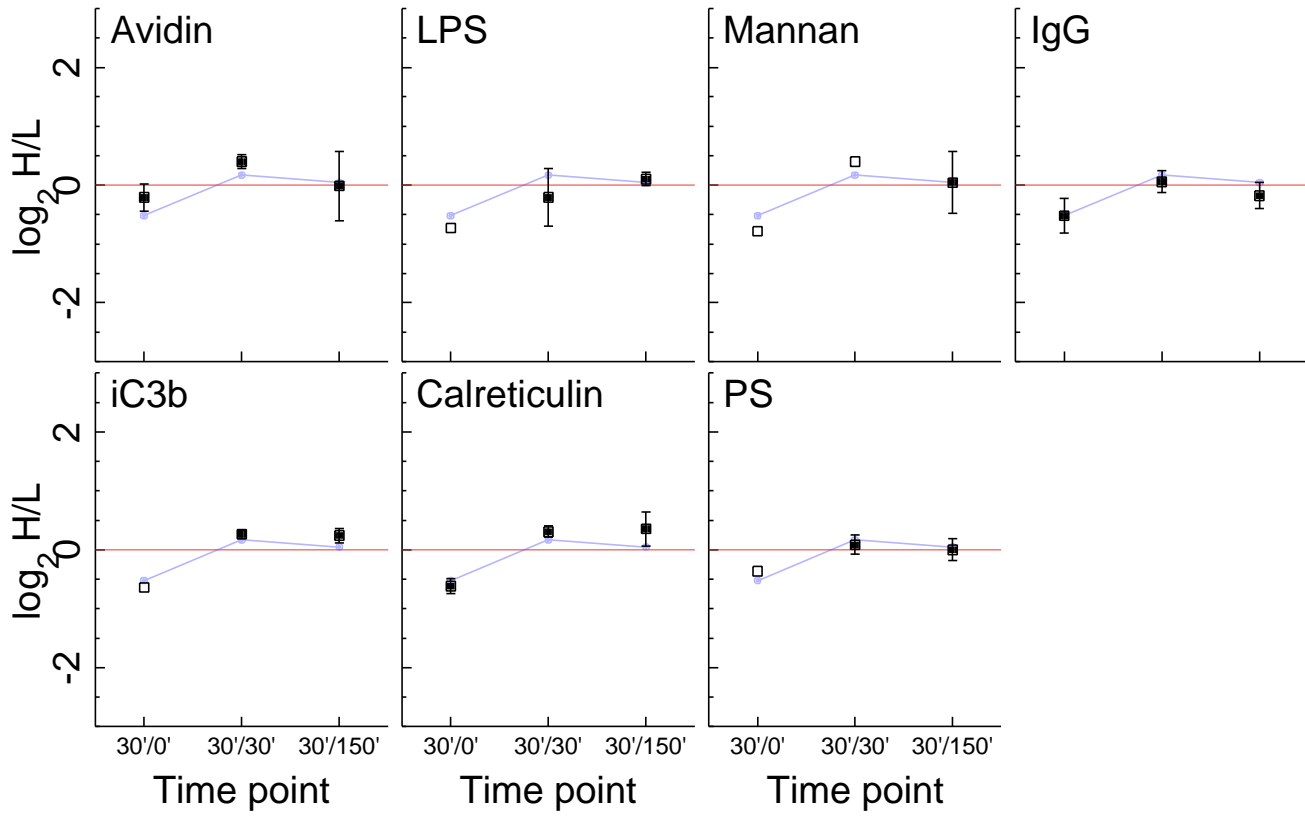 Avidin LPS Mannan IgG
2
0
-2
log2 H/L
iC3b Calreticulin PS
2
0
-2
log2 H/L
30'/0' 30'/30' 30'/150' 30'/0' 30'/30' 30'/150' 30'/0' 30'/30' 30'/150'
Time point Time point Time point